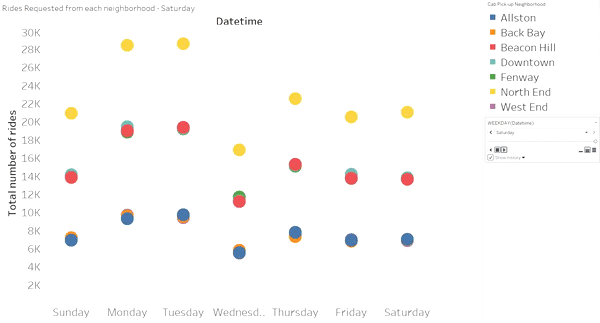 Rides Requested from each neighborhood - Saturday
Datetime
Total number of rides
30K
28K
26K
24K
22K
20K
18K
16K
14K
12K
10K
8K
6K
4K
2K
Sunday Monday Tuesday Wednesd.. Thursday Friday Saturday
Cab Pick-up Neighborhood
Allston
Back Bay
Beacon Hill
Downtown
Fenway
North End
West End
WEEKDAY(Datetime)
Saturday
Show history